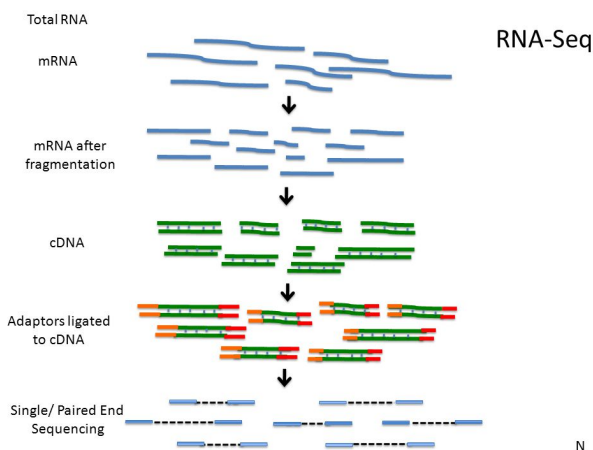 Total RNA
RNA-Seq
mRNA
mRNA after
fragmentation
cDNA
Adaptors ligated
to cDNA
Single/ Paired End
Sequencing
N